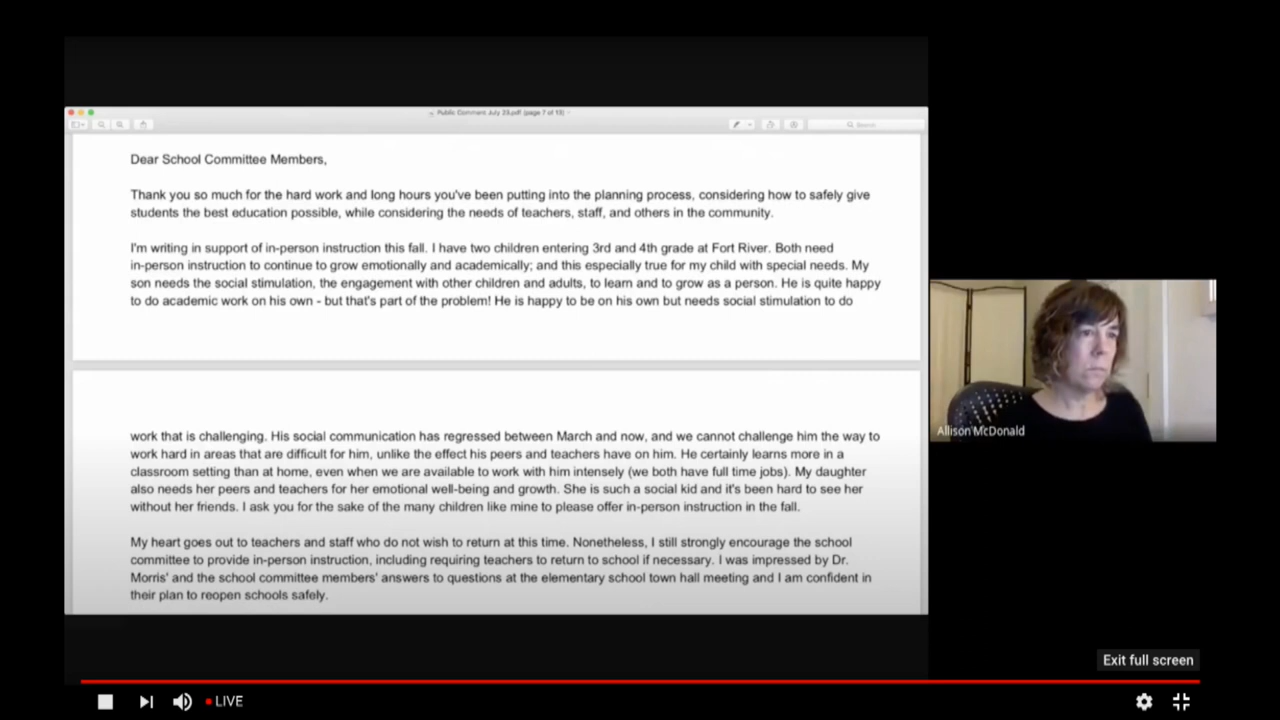 Public Comment July 23.pdf (page 7 of 15)
Search
Dear School Committee Members,
Thank you so much for the hard work and long hours you've been putting into the planning process, considering how to safely give
students the best education possible, while considering the needs of teachers, staff, and others in the community.
I'm writing in support of in-person instruction this fall. I have two children entering 3rd and 4th grade at Fort River. Both need
in-person instruction to continue to grow emotionally and academically; and this especially true for my child with special needs. My
son needs the social stimulation, the engagement with other children and adults, to learn and to grow as a person. He is quite happy
to do academic work on his own - but that's part of the problem! He is happy to be on his own but needs social stimulation to do
work that is challenging. His social communication has regressed between March and now, and we cannot challenge him the way to
work hard in areas that are difficult for him, unlike the effect his peers and teachers have on him. He certainly learns more in a
classroom setting than at home, even when we are available to work with him intensely (we both have full time jobs). My daughter
also needs her peers and teachers for her emotional well-being and growth. She is such a social kid and it's been hard to see her
without her friends. I ask you for the sake of the many children like mine to please offer in-person instruction in the fall.
My heart goes out to teachers and staff who do not wish to return at this time. Nonetheless, I still strongly encourage the school
committee to provide in-person instruction, including requiring teachers to return to school if necessary. I was impressed by Dr.
Morris' and the school committee members' answers to questions at the elementary school town hall meeting and I am confident in
their plan to reopen schools safely.
Allison McDonald
Exit full screen
LIVE